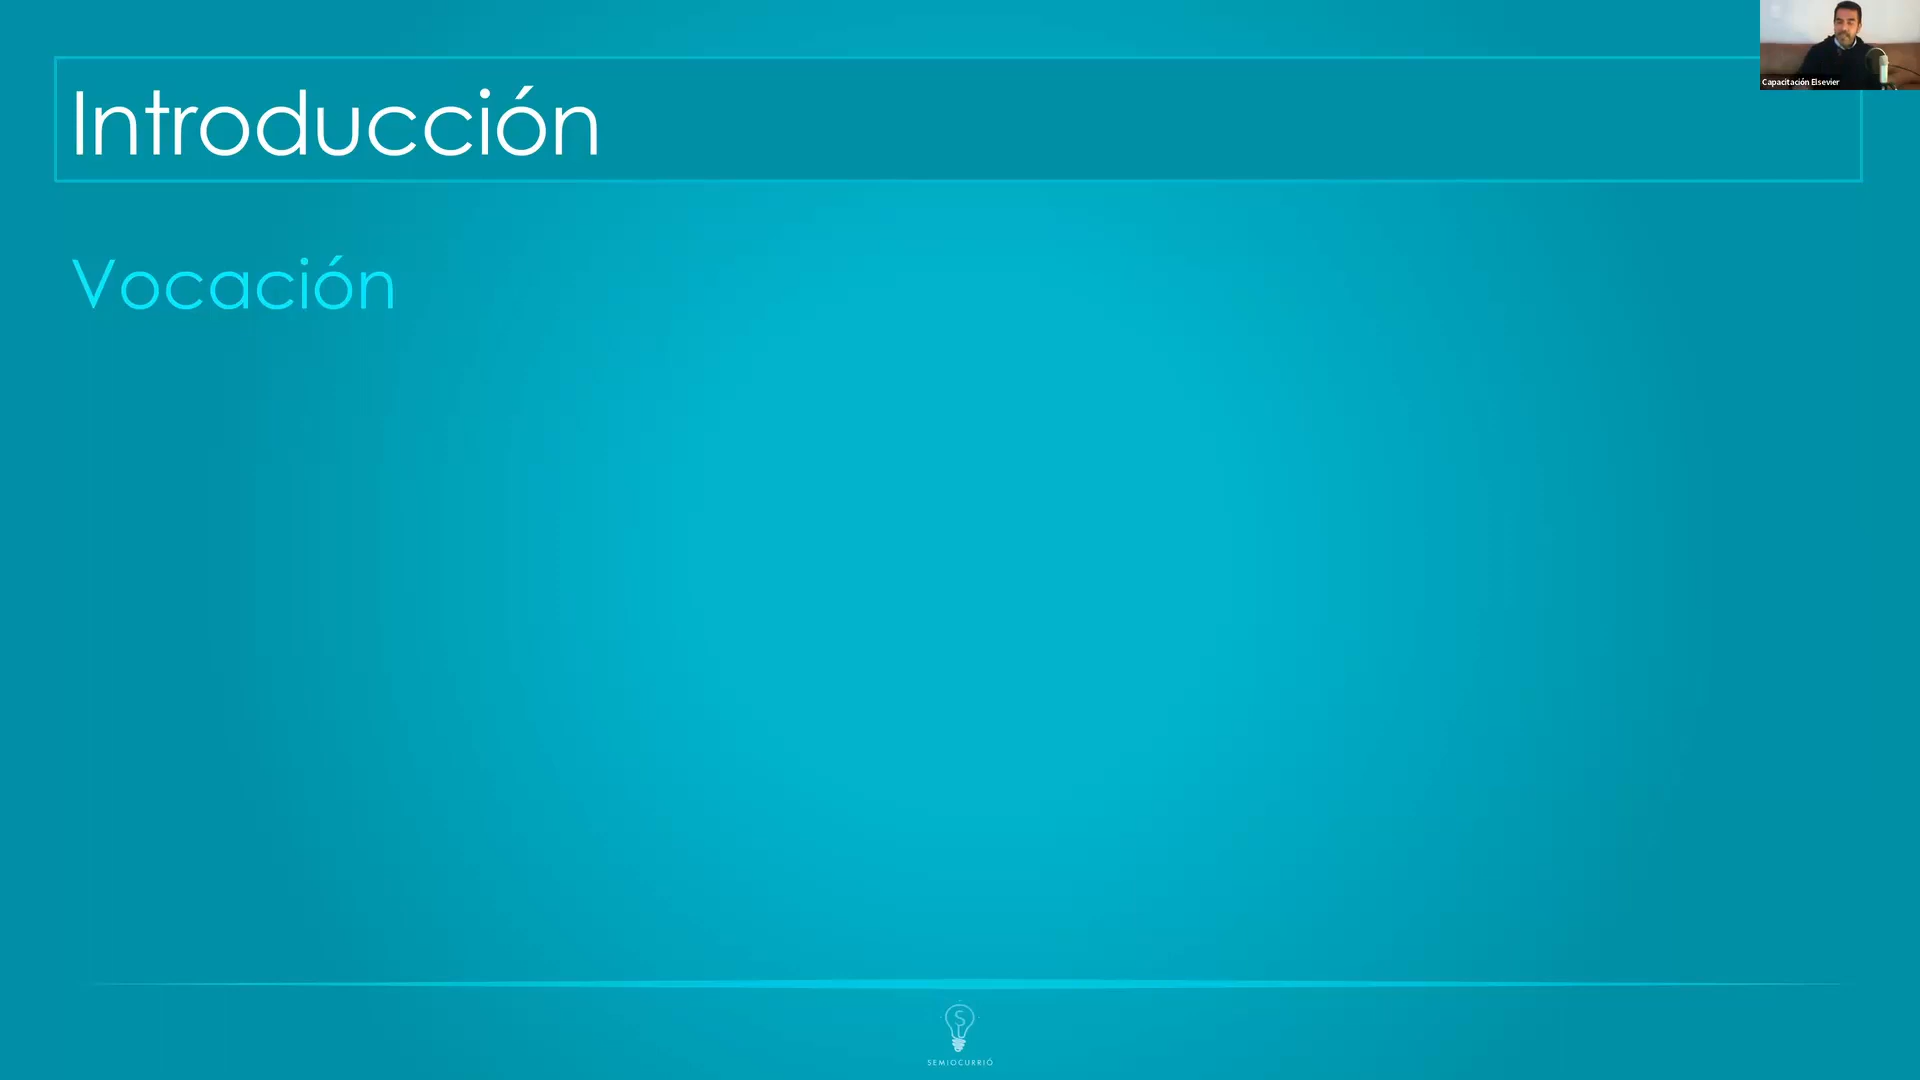 Capacitación Elsevier
Introducción
Vocación
S
SEMIOCURRIÓ